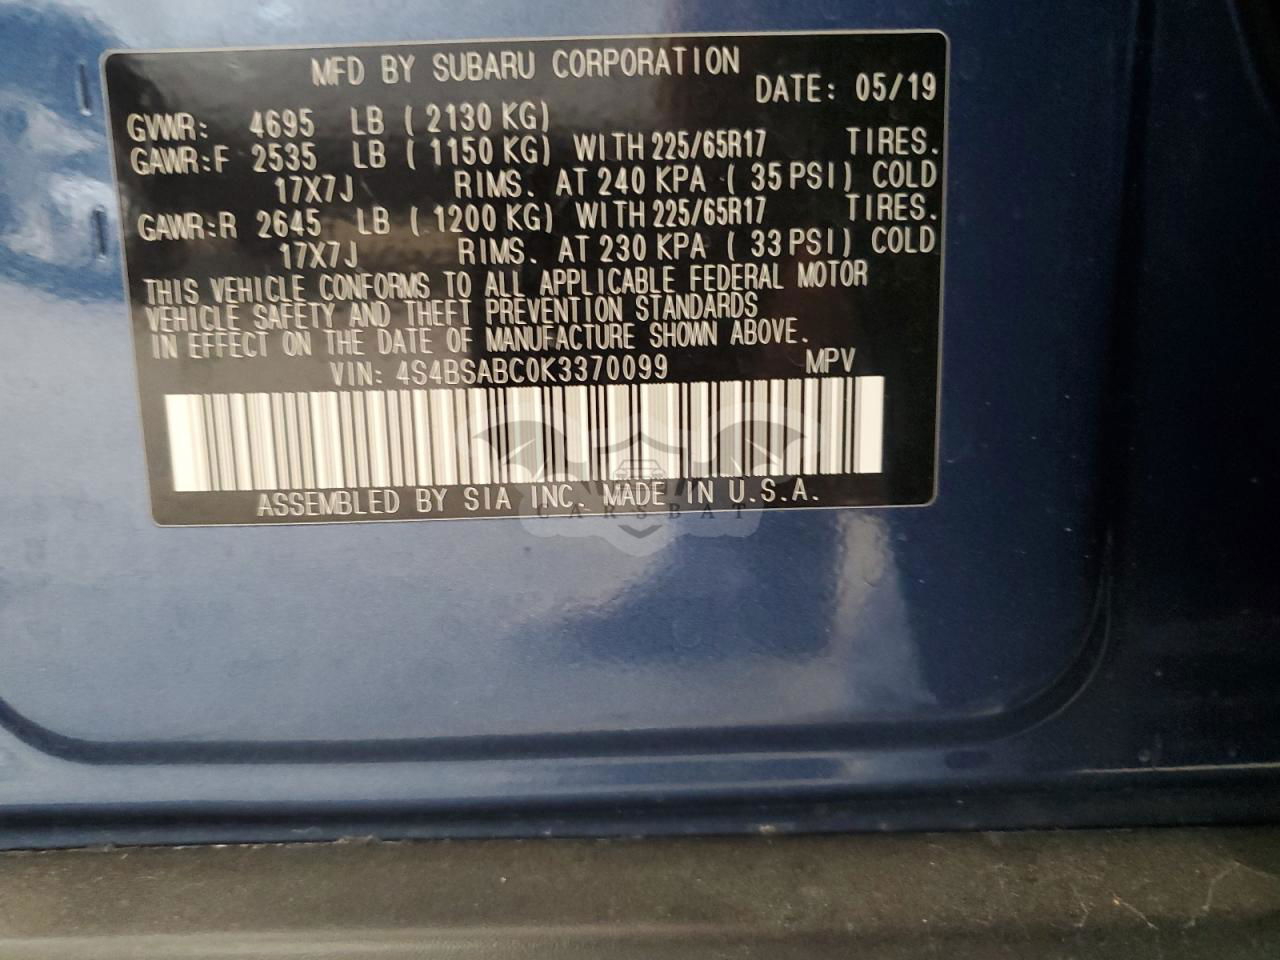 MFD BY SUBARU CORPORATION
DATE: 05/19
GVWR: 4695 LB ( 2130 KG)
GAWR:F 2535 LB ( 1150 KG) WITH 225/65R17 TIRES.
17X7J RIMS. AT 240 KPA ( 35 PSI) COLD
GAWR:R 2645 LB ( 1200 KG) WITH 225/65R17 TIRES.
17X7J RIMS. AT 230 KPA ( 33 PSI) COLD
THIS VEHICLE CONFORMS TO ALL APPLICABLE FEDERAL MOTOR
VEHICLE SAFETY AND THEFT PREVENTION STANDARDS
IN EFFECT ON THE DATE OF MANUFACTURE SHOWN ABOVE.
VIN: 4S4BSABC0K3370099 MPV
ASSEMBLED BY SIA INC. MADE IN U.S.A.
CARSBAT